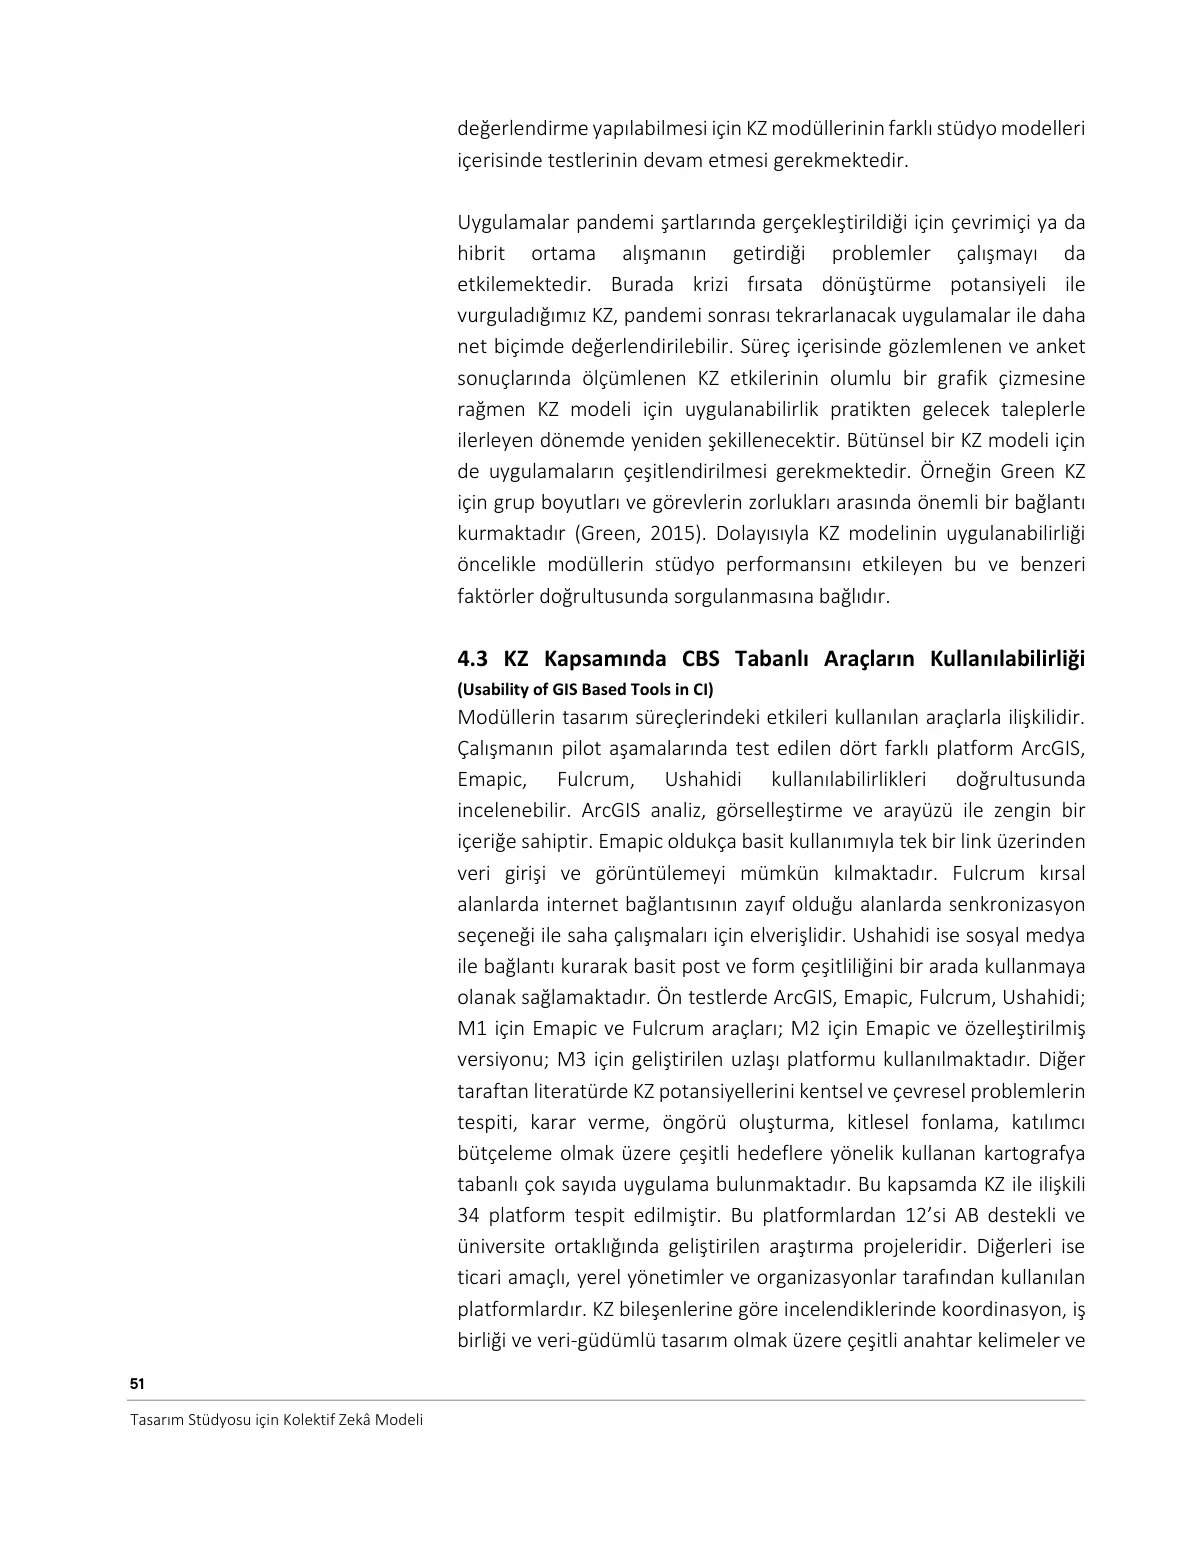 değerlendirme yapılabilmesi için KZ modüllerinin farklı stüdyo modelleri
içerisinde testlerinin devam etmesi gerekmektedir.
Uygulamalar pandemi şartlarında gerçekleştirildiği için çevrimiçi ya da
hibrit ortama alışmanın getirdiği problemler çalışmayı da
etkilemektedir. Burada krizi fırsata dönüştürme potansiyeli ile
vurguladığımız KZ, pandemi sonrası tekrarlanacak uygulamalar ile daha
net biçimde değerlendirilebilir. Süreç içerisinde gözlemlenen ve anket
sonuçlarında ölçümlenen KZ etkilerinin olumlu bir grafik çizmesine
rağmen KZ modeli için uygulanabilirlik pratikten gelecek taleplerle
ilerleyen dönemde yeniden şekillenecektir. Bütünsel bir KZ modeli için
de uygulamaların çeşitlendirilmesi gerekmektedir. Örneğin Green KZ
için grup boyutları ve görevlerin zorlukları arasında önemli bir bağlantı
kurmaktadır (Green, 2015). Dolayısıyla KZ modelinin uygulanabilirliği
öncelikle modüllerin stüdyo performansını etkileyen bu ve benzeri
faktörler doğrultusunda sorgulanmasına bağlıdır.
4.3 KZ Kapsamında CBS Tabanlı Araçların Kullanılabilirliği
(Usability of GIS Based Tools in CI)
Modüllerin tasarım süreçlerindeki etkileri kullanılan araçlarla ilişkilidir.
Çalışmanın pilot aşamalarında test edilen dört farklı platform ArcGIS,
Emapic, Fulcrum, Ushahidi kullanılabilirlikleri doğrultusunda
incelenebilir. ArcGIS analiz, görselleştirme ve arayüzü ile zengin bir
içeriğe sahiptir. Emapic oldukça basit kullanımıyla tek bir link üzerinden
veri girişi ve görüntülemeyi mümkün kılmaktadır. Fulcrum kırsal
alanlarda internet bağlantısının zayıf olduğu alanlarda senkronizasyon
seçeneği ile saha çalışmaları için elverişlidir. Ushahidi ise sosyal medya
ile bağlantı kurarak basit post ve form çeşitliliğini bir arada kullanmaya
olanak sağlamaktadır. Ön testlerde ArcGIS, Emapic, Fulcrum, Ushahidi;
M1 için Emapic ve Fulcrum araçları; M2 için Emapic ve özelleştirilmiş
versiyonu; M3 için geliştirilen uzlaşı platformu kullanılmaktadır. Diğer
taraftan literatürde KZ potansiyellerini kentsel ve çevresel problemlerin
tespiti, karar verme, öngörü oluşturma, kitlesel fonlama, katılımcı
bütçeleme olmak üzere çeşitli hedeflere yönelik kullanan kartografya
tabanlı çok sayıda uygulama bulunmaktadır. Bu kapsamda KZ ile ilişkili
34 platform tespit edilmiştir. Bu platformlardan 12’si AB destekli ve
üniversite ortaklığında geliştirilen araştırma projeleridir. Diğerleri ise
ticari amaçlı, yerel yönetimler ve organizasyonlar tarafından kullanılan
platformlardır. KZ bileşenlerine göre incelendiklerinde koordinasyon, iş
birliği ve veri-güdümlü tasarım olmak üzere çeşitli anahtar kelimeler ve
51
Tasarım Stüdyosu için Kolektif Zekâ Modeli